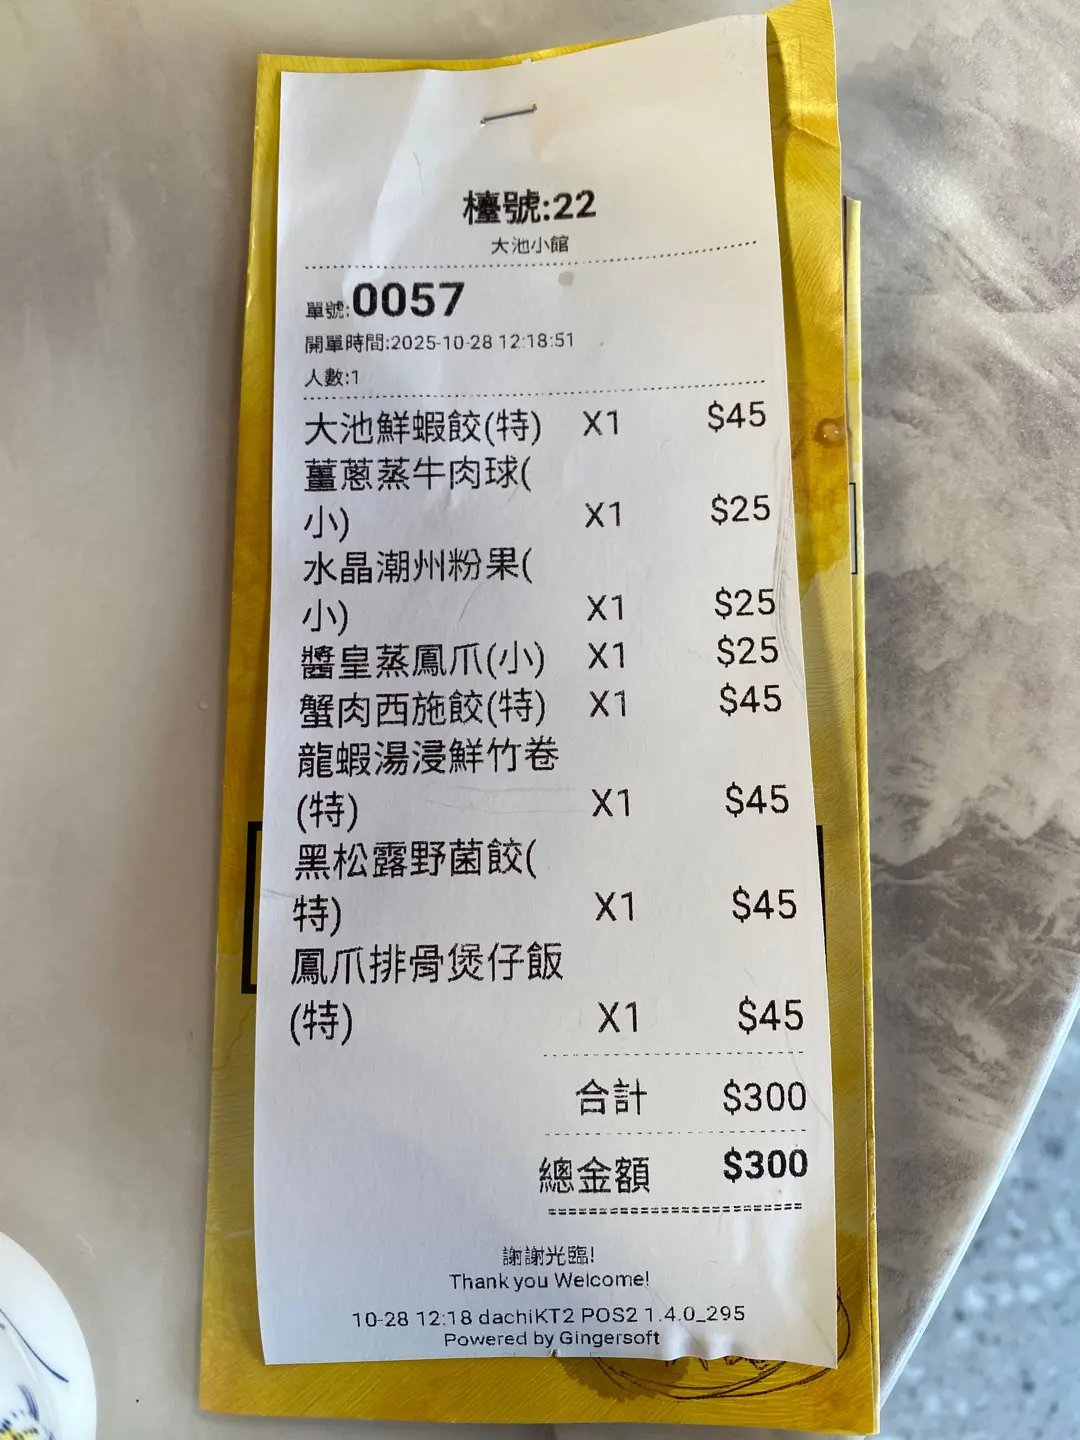 檯號:22
大池小館
單號:0057
開單時間:2025-10-28 12:18:51
人數:1
大池鮮蝦餃(特) X1 $45
薑蔥蒸牛肉球(
小) X1 $25
水晶潮州粉果(
小) X1 $25
醬皇蒸鳳爪(小) X1 $25
蟹肉西施餃(特) X1 $45
龍蝦湯浸鮮竹卷
(特) X1 $45
黑松露野菌餃(
特) X1 $45
鳳爪排骨煲仔飯
(特) X1 $45
合計 $300
總金額 $300
謝謝光臨!
Thank you Welcome!
10-28 12:18 dachiKT2 POS2 1.4.0_295
Powered by Gingersoft